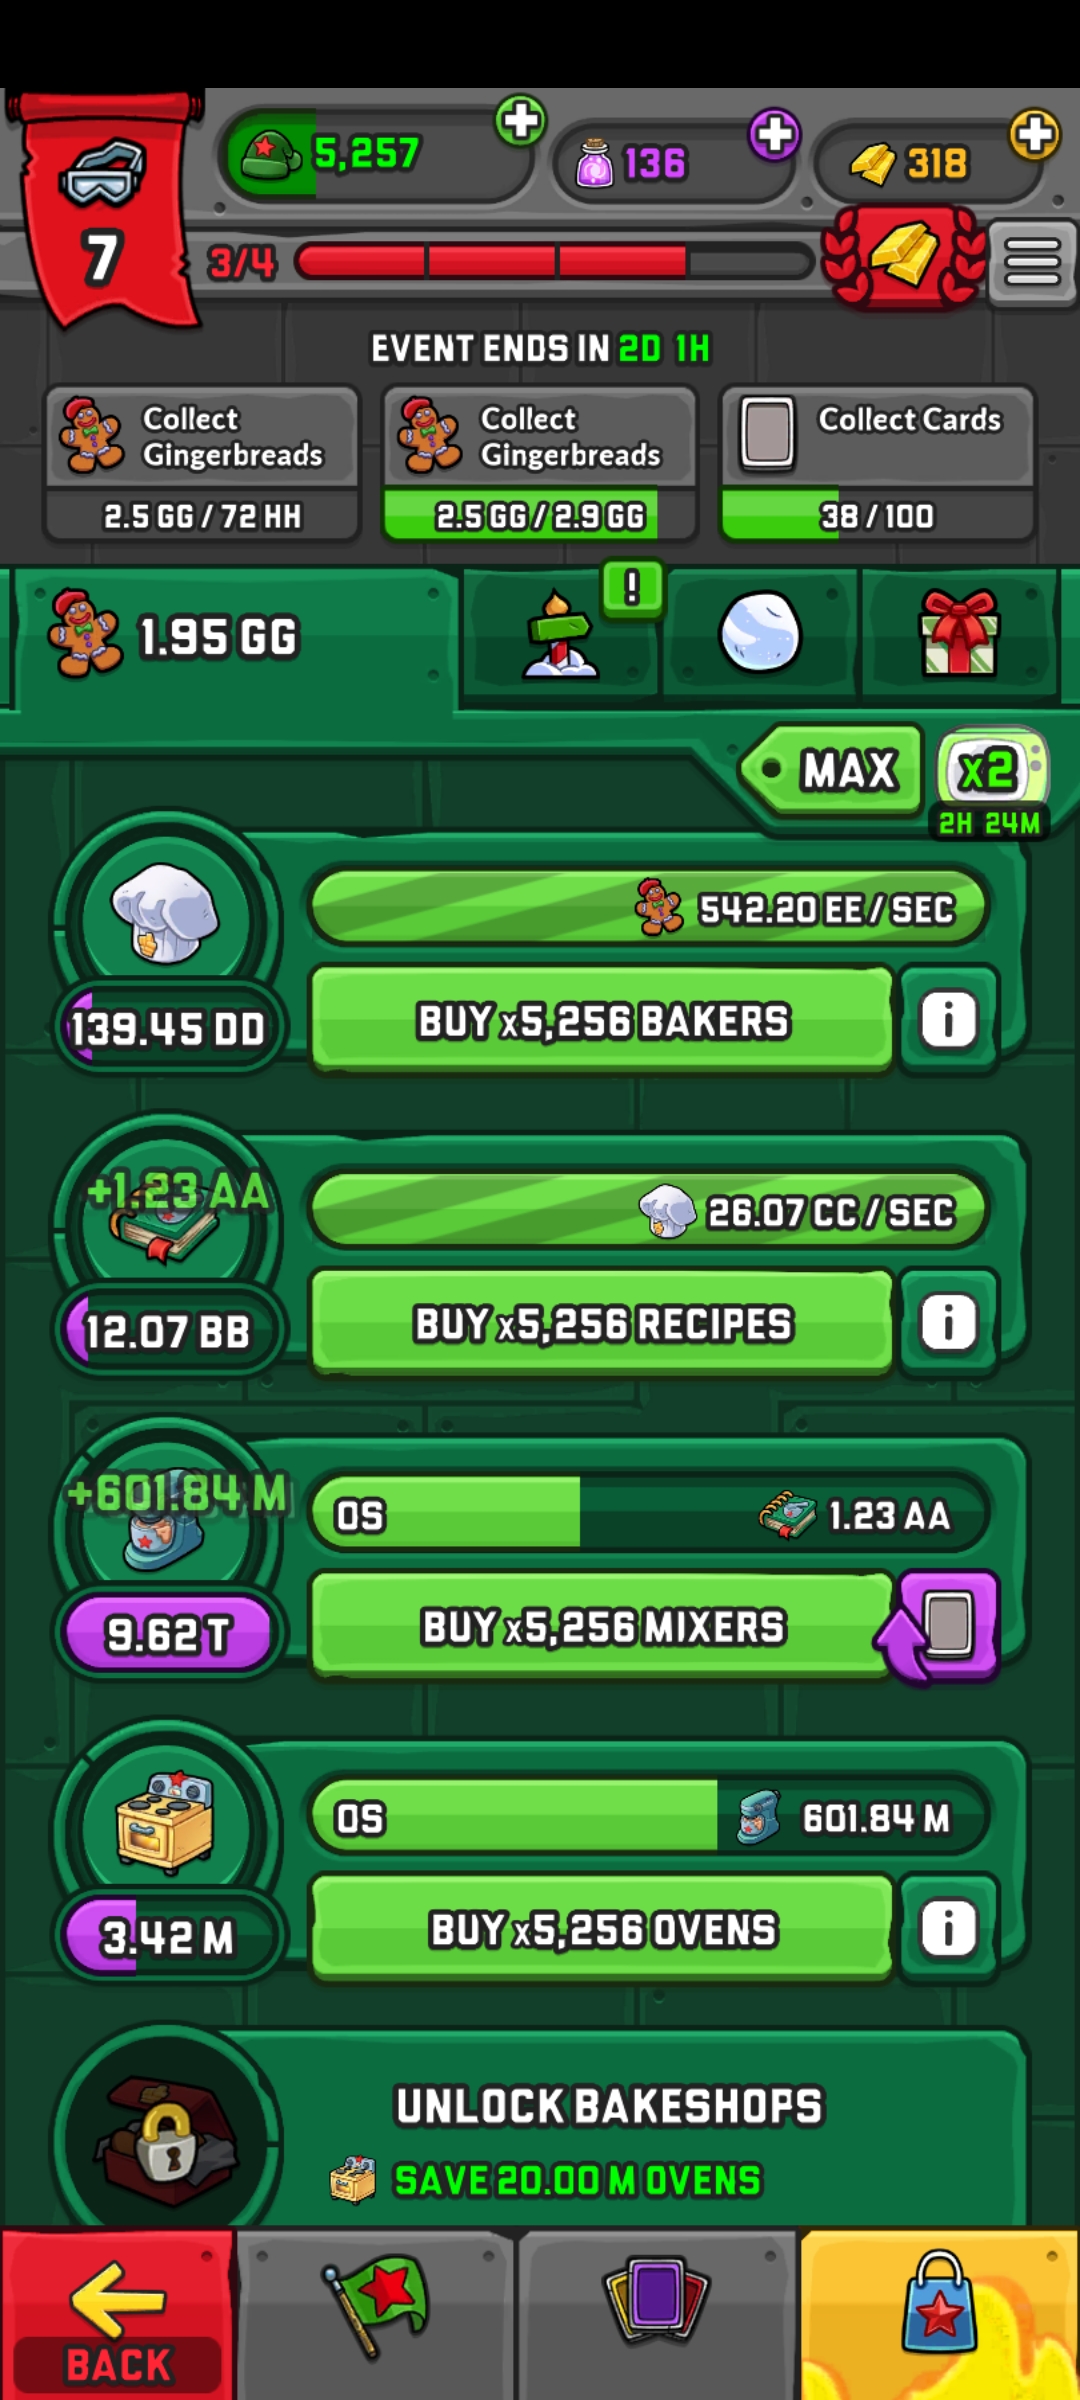 5,257
136
318
7
3/4
EVENT ENDS IN 2D 1H
Collect
Gingerbreads
2.5 GG / 72 HH
Collect
Gingerbreads
2.5 GG / 2.9 GG
Collect Cards
38 / 100
1.95 GG
!
MAX
x2
2H 24M
542.20 EE / SEC
139.45 DD
BUY x5,256 BAKERS
i
+1.23 AA
26.07 CC / SEC
12.07 BB
BUY x5,256 RECIPES
i
+601.84 M
0S
1.23 AA
9.62 T
BUY x5,256 MIXERS
0S
601.84 M
3.42 M
BUY x5,256 OVENS
i
UNLOCK BAKESHOPS
SAVE 20.00 M OVENS
BACK